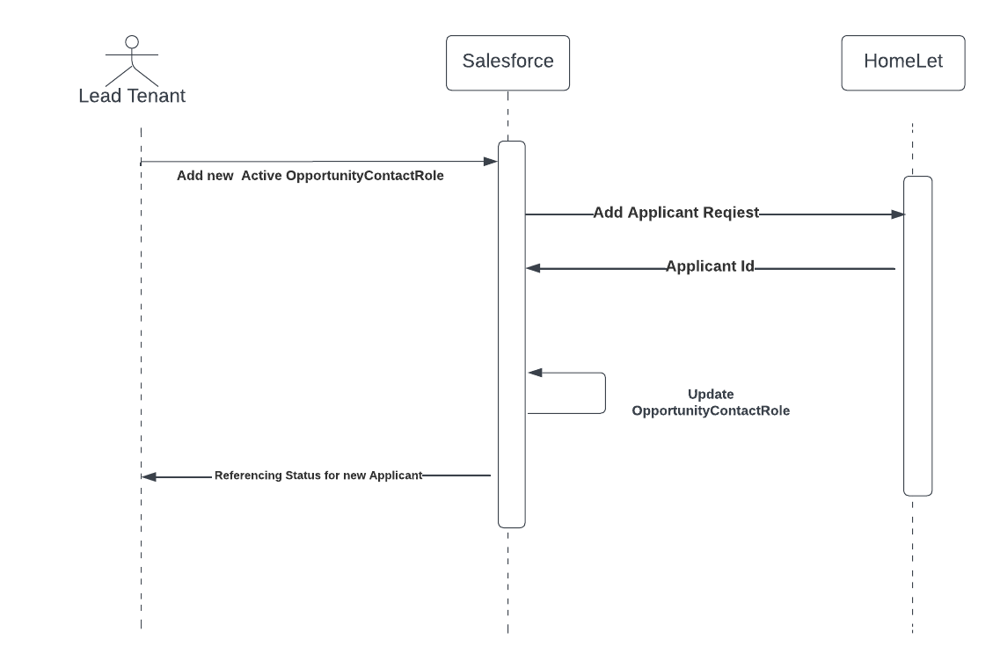 Lead Tenant
Salesforce
HomeLet
Add new  Active OpportunityContactRole
Add Applicant Reqiest
Applicant Id
Update
OpportunityContactRole
Referencing Status for new Applicant